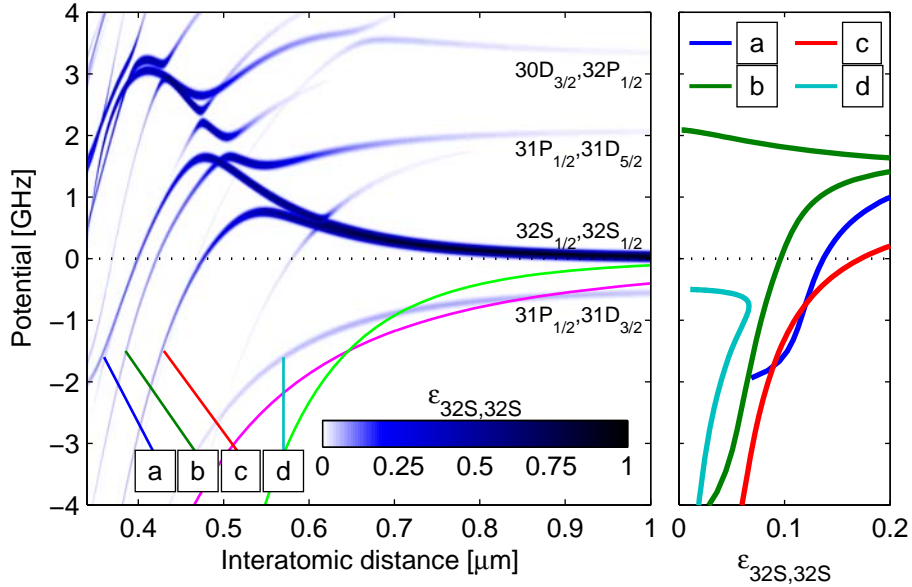 4
3
2
1
0
−1
−2
−3
−4
Potential [GHz]
30D3/2,32P1/2
31P1/2,31D5/2
32S1/2,32S1/2
31P1/2,31D3/2
ε32S,32S
0 0.25 0.5 0.75 1
a b c d
0.4 0.5 0.6 0.7 0.8 0.9 1
Interatomic distance [μm]
a c
b d
0 0.1 0.2
ε32S,32S